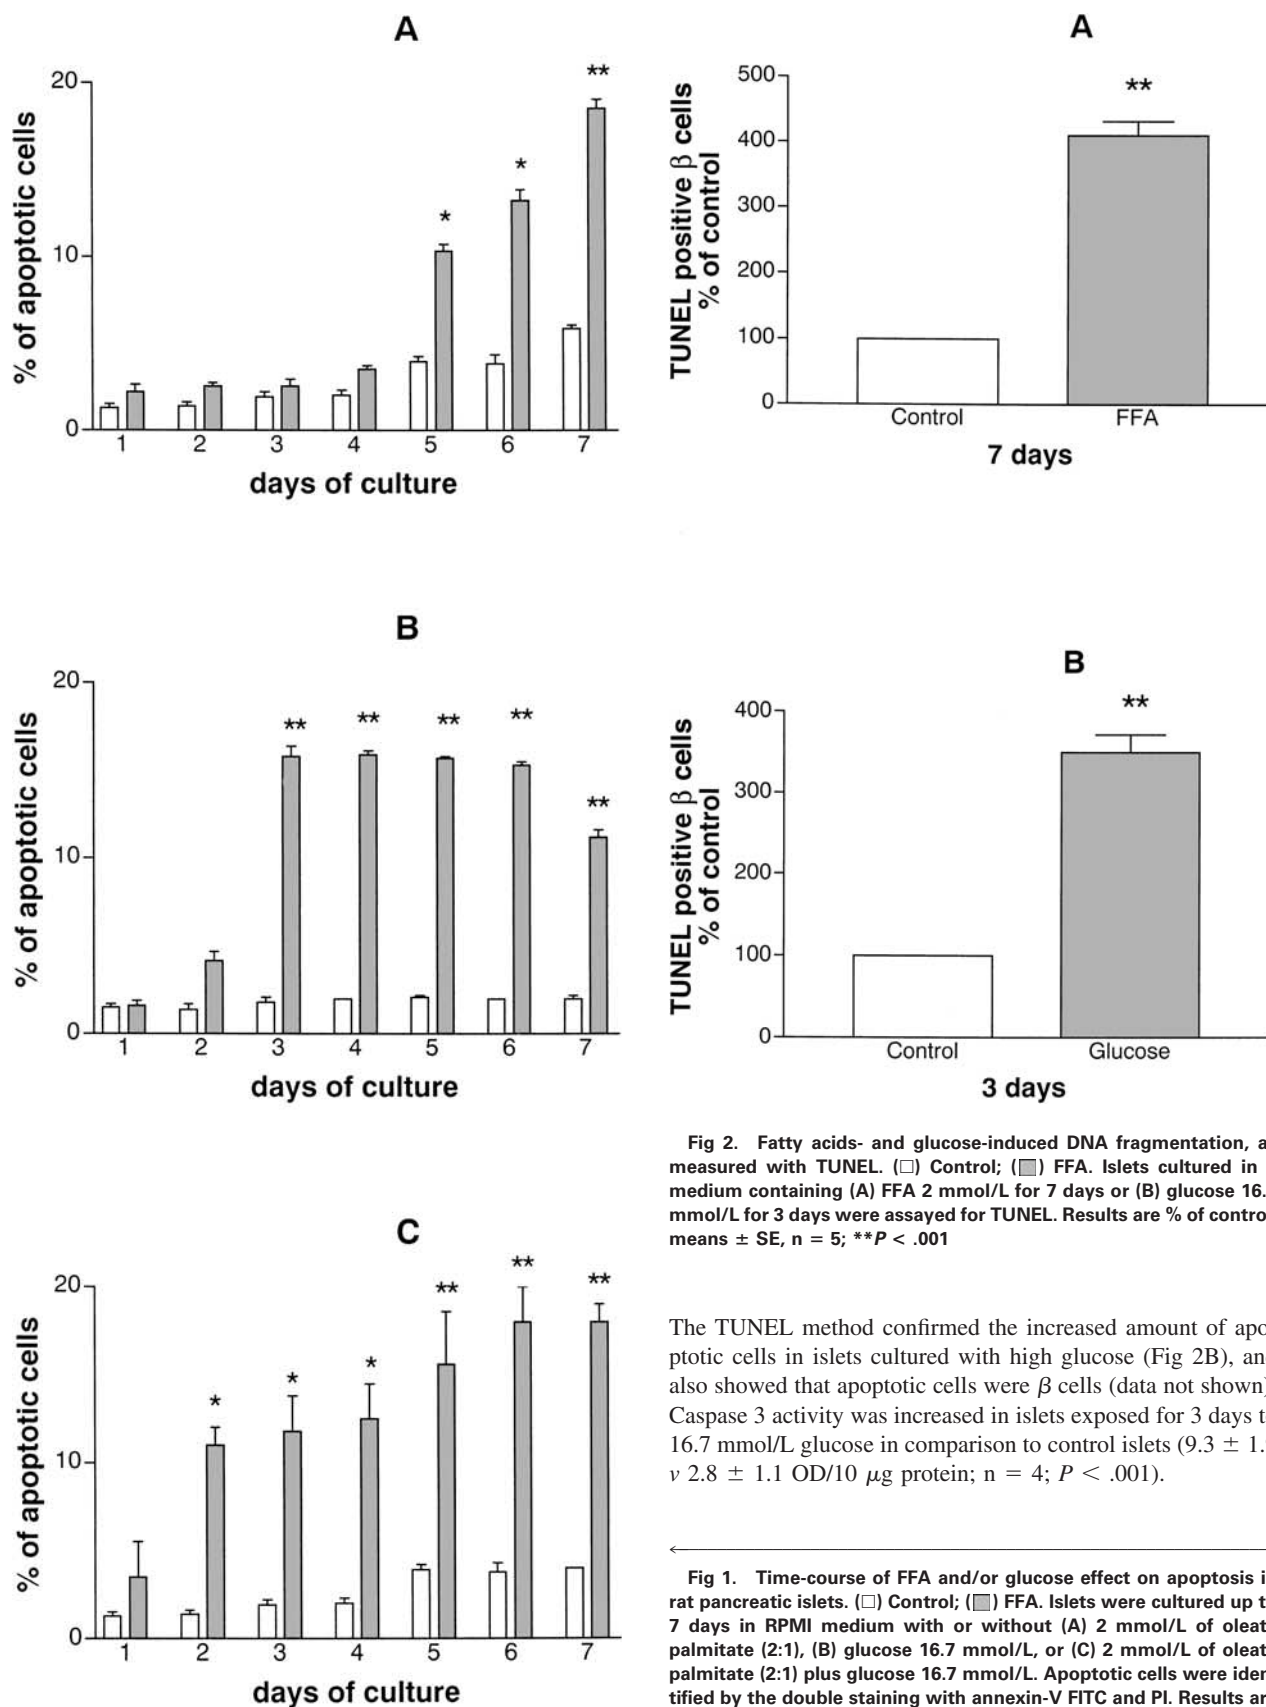 A
% of apoptotic cells
20
10
0
**
*
*
1 2 3 4 5 6 7
days of culture
B
% of apoptotic cells
20
10
0
** ** ** **
**
1 2 3 4 5 6 7
days of culture
C
% of apoptotic cells
20
10
0
** ** **
* * *
1 2 3 4 5 6 7
days of culture
A
TUNEL positive β cells
% of control
500
400
300
200
100
0
**
Control FFA
7 days
B
TUNEL positive β cells
% of control
400
300
200
100
0
**
Control Glucose
3 days
Fig 2. Fatty acids- and glucose-induced DNA fragmentation, a
measured with TUNEL. (□) Control; (■) FFA. Islets cultured in
medium containing (A) FFA 2 mmol/L for 7 days or (B) glucose 16.
mmol/L for 3 days were assayed for TUNEL. Results are % of control
means ± SE, n = 5; **P < .001
The TUNEL method confirmed the increased amount of apo
ptotic cells in islets cultured with high glucose (Fig 2B), an
also showed that apoptotic cells were β cells (data not shown)
Caspase 3 activity was increased in islets exposed for 3 days t
16.7 mmol/L glucose in comparison to control islets (9.3 ± 1.
v 2.8 ± 1.1 OD/10 μg protein; n = 4; P < .001).
←
Fig 1. Time-course of FFA and/or glucose effect on apoptosis i
rat pancreatic islets. (□) Control; (■) FFA. Islets were cultured up t
7 days in RPMI medium with or without (A) 2 mmol/L of oleat
palmitate (2:1), (B) glucose 16.7 mmol/L, or (C) 2 mmol/L of oleat
palmitate (2:1) plus glucose 16.7 mmol/L. Apoptotic cells were iden
tified by the double staining with annexin-V FITC and PI. Results ar